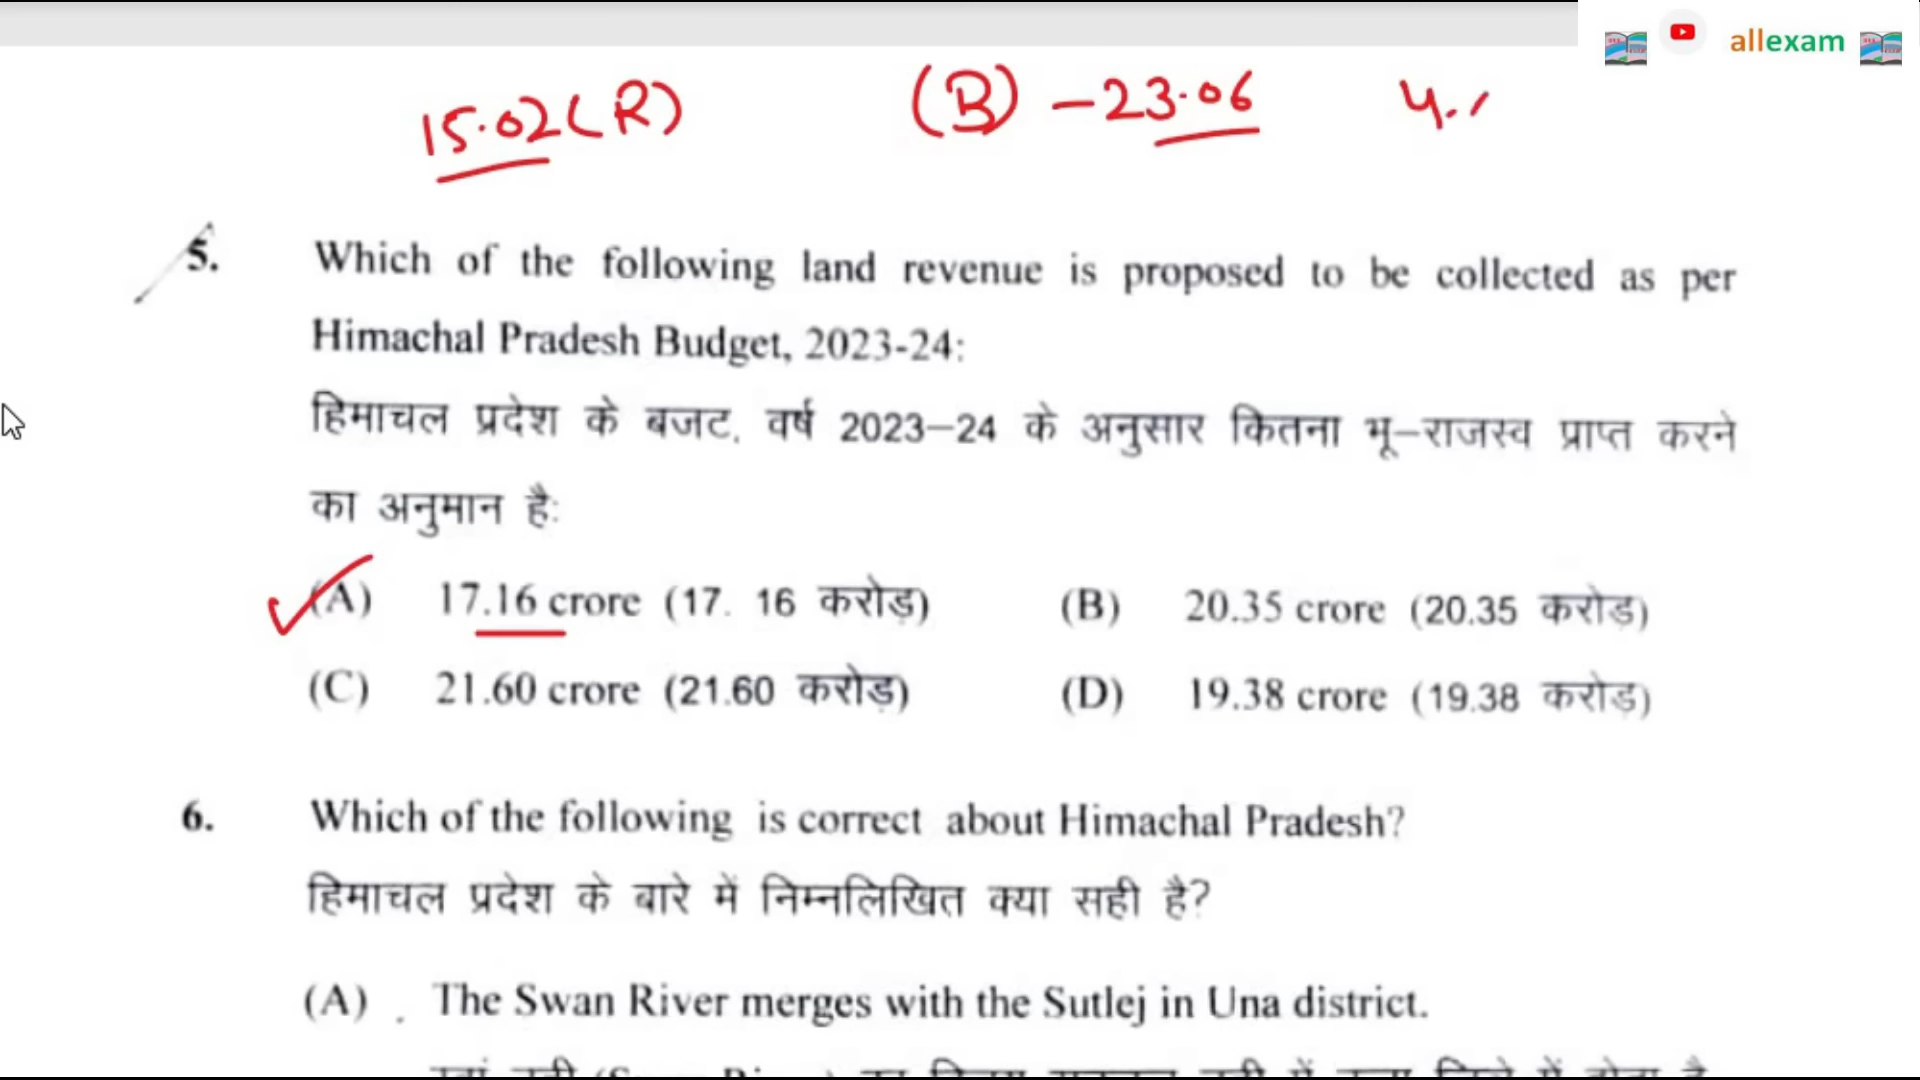 allexam
15.02(R) (B) -23.06 4.
5. Which of the following land revenue is proposed to be collected as per
Himachal Pradesh Budget, 2023-24:
हिमाचल प्रदेश के बजट, वर्ष 2023–24 के अनुसार कितना भू–राजस्व प्राप्त करने
का अनुमान है:
(A) 17.16 crore (17. 16 करोड़) (B) 20.35 crore (20.35 करोड़)
(C) 21.60 crore (21.60 करोड़) (D) 19.38 crore (19.38 करोड़)
6. Which of the following is correct about Himachal Pradesh?
हिमाचल प्रदेश के बारे में निम्नलिखित क्या सही है?
(A) . The Swan River merges with the Sutlej in Una district.